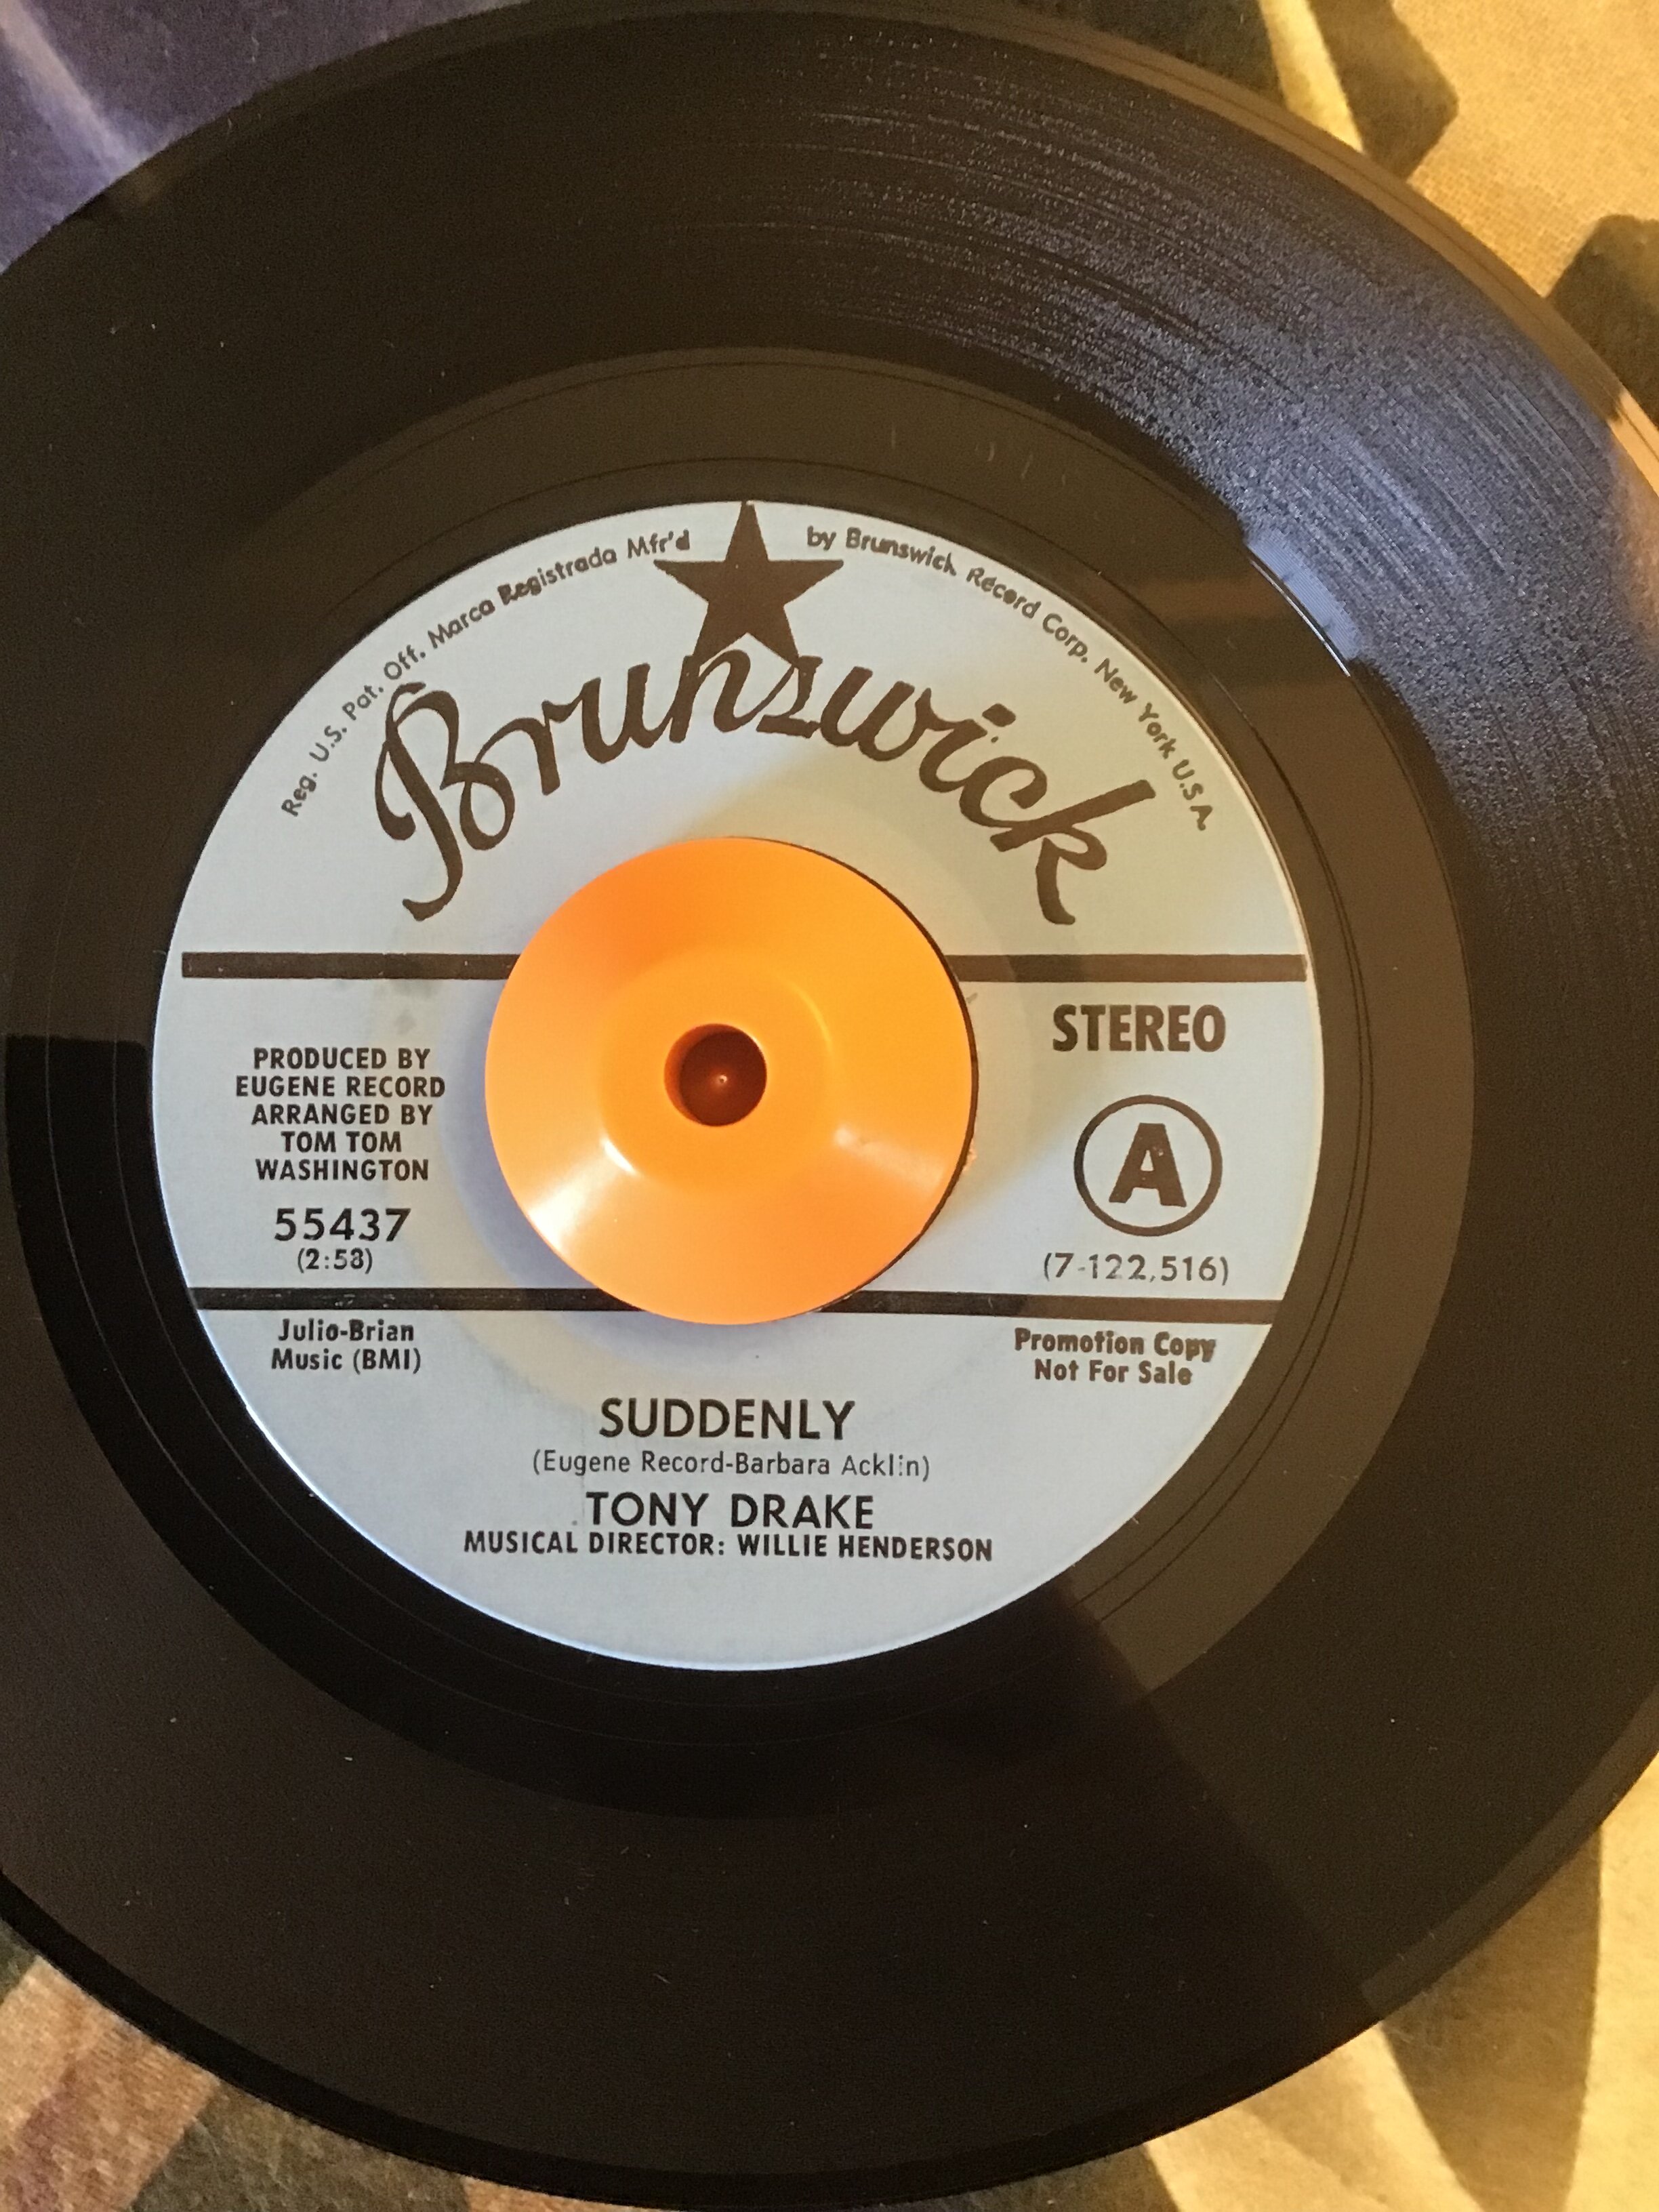 Reg. U.S. Pat. Off. Marca Registrada Mfr'd by Brunswick Record Corp. New York U.S.A.
Brunswick
STEREO
PRODUCED BY
EUGENE RECORD
ARRANGED BY
TOM TOM
WASHINGTON
A
55437
(2:58)
(7-122,516)
Julio-Brian
Music (BMI)
Promotion Copy
Not For Sale
SUDDENLY
(Eugene Record-Barbara Acklin)
TONY DRAKE
MUSICAL DIRECTOR: WILLIE HENDERSON